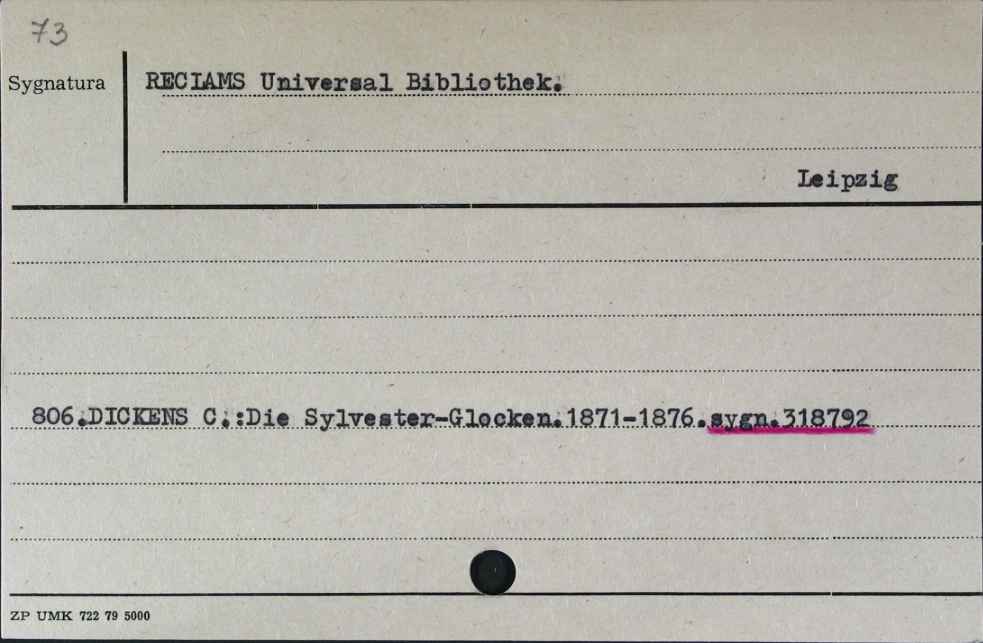 73
Sygnatura
RECLAMS Universal Bibliothek.
Leipzig
806.DICKENS C.:Die Sylvester-Glocken.1871-1876.sygn.318792
ZP UMK 722 79 5000